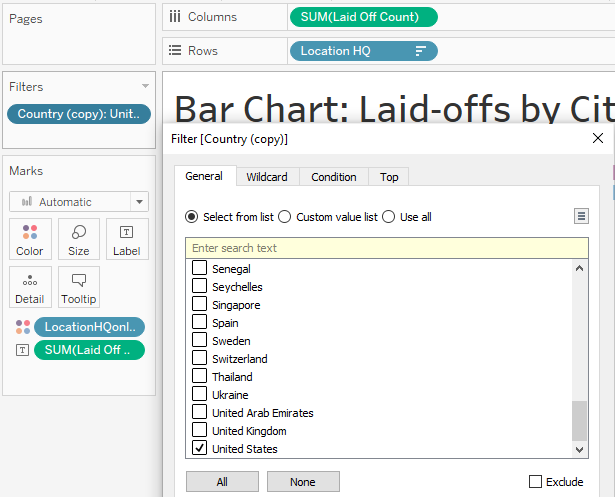 Pages
Columns
SUM(Laid Off Count)
Rows
Location HQ
Filters
Country (copy): Unit..
Bar Chart: Laid-offs by Cit
Filter [Country (copy)]
General
Wildcard
Condition
Top
Marks
Automatic
Color
Size
Label
Detail
Tooltip
LocationHQonl..
SUM(Laid Off ..
Select from list
Custom value list
Use all
Enter search text
Senegal
Seychelles
Singapore
Spain
Sweden
Switzerland
Thailand
Ukraine
United Arab Emirates
United Kingdom
United States
All
None
Exclude